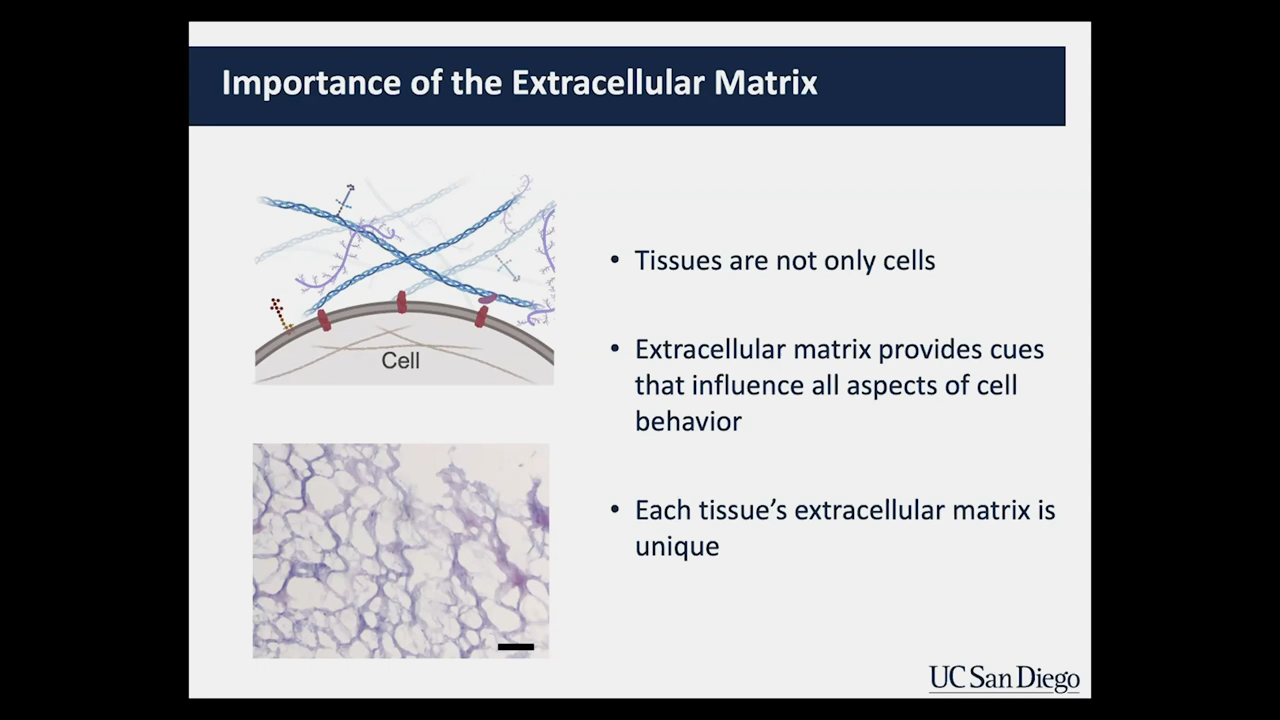 Importance of the Extracellular Matrix
Cell
• Tissues are not only cells
• Extracellular matrix provides cues
that influence all aspects of cell
behavior
• Each tissue’s extracellular matrix is
unique
UC San Diego